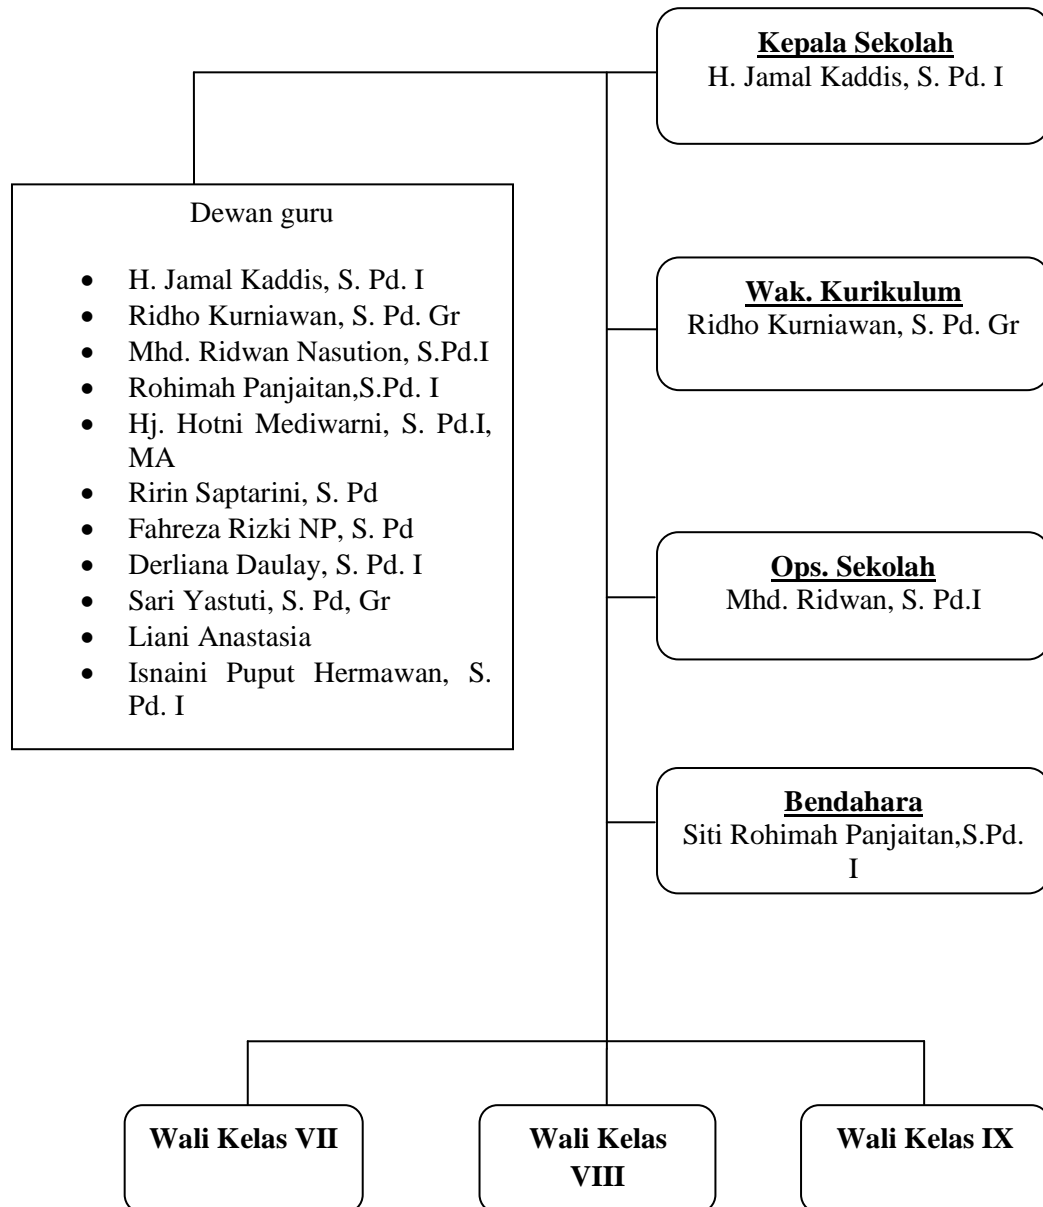 Kepala Sekolah
H. Jamal Kaddis, S. Pd. I
Dewan guru
• H. Jamal Kaddis, S. Pd. I
• Ridho Kurniawan, S. Pd. Gr
• Mhd. Ridwan Nasution, S.Pd.I
• Rohimah Panjaitan,S.Pd. I
• Hj. Hotni Mediwarni, S. Pd.I,
MA
• Ririn Saptarini, S. Pd
• Fahreza Rizki NP, S. Pd
• Derliana Daulay, S. Pd. I
• Sari Yastuti, S. Pd, Gr
• Liani Anastasia
• Isnaini Puput Hermawan, S.
Pd. I
Wak. Kurikulum
Ridho Kurniawan, S. Pd. Gr
Ops. Sekolah
Mhd. Ridwan, S. Pd.I
Bendahara
Siti Rohimah Panjaitan,S.Pd.
I
Wali Kelas VII
Wali Kelas
VIII
Wali Kelas IX